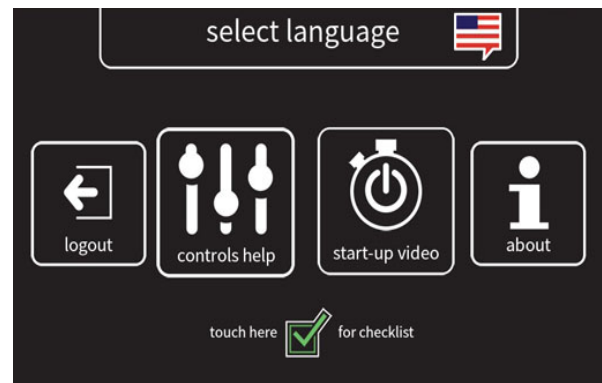 select language
logout
controls help
start-up video
about
touch here
for checklist